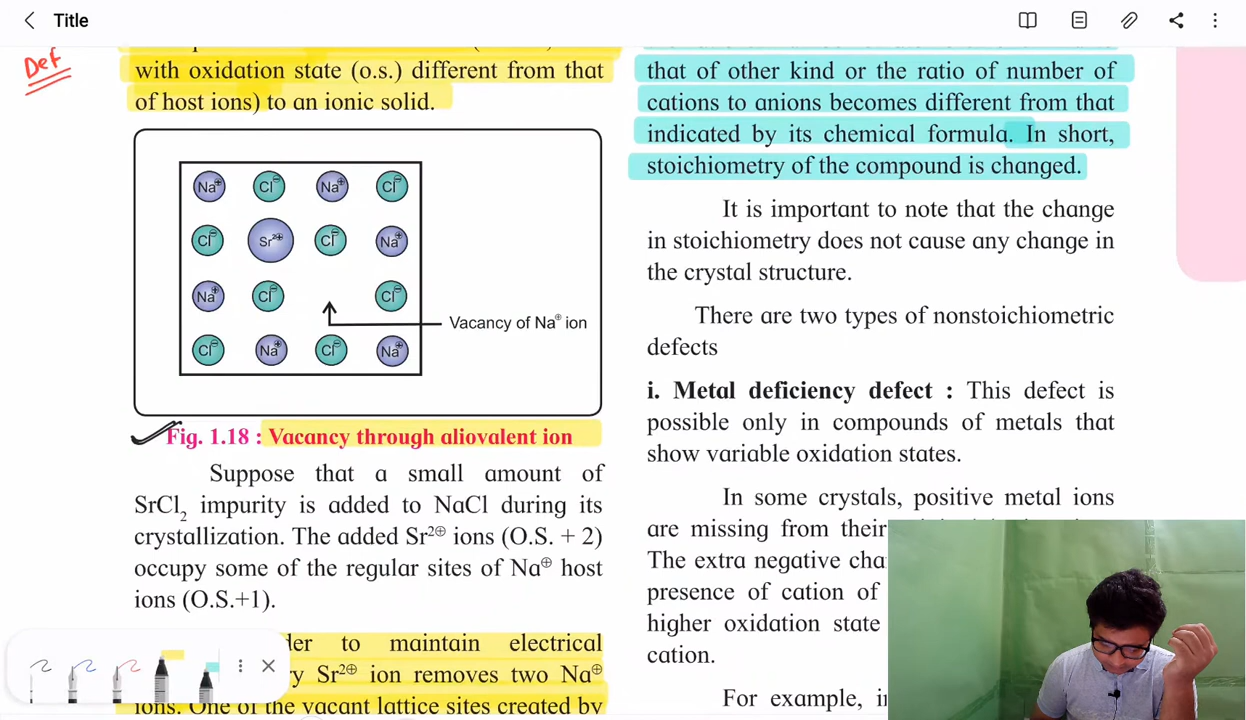 Title
Def
with oxidation state (o.s.) different from that
of host ions) to an ionic solid.
Na⊕ Cl⊖ Na⊕ Cl⊖
Cl⊖ Sr²⊕ Cl⊖ Na⊕
Na⊕ Cl⊖ Cl⊖
Vacancy of Na⊕ ion
Cl⊖ Na⊕ Cl⊖ Na⊕
Fig. 1.18 : Vacancy through aliovalent ion
Suppose that a small amount of
SrCl₂ impurity is added to NaCl during its
crystallization. The added Sr²⊕ ions (O.S. + 2)
occupy some of the regular sites of Na⊕ host
ions (O.S.+1).
to maintain electrical
Sr²⊕ ion removes two Na⊕
ions. One of the vacant lattice sites created by
that of other kind or the ratio of number of
cations to anions becomes different from that
indicated by its chemical formula. In short,
stoichiometry of the compound is changed.
It is important to note that the change
in stoichiometry does not cause any change in
the crystal structure.
There are two types of nonstoichiometric
defects
i. Metal deficiency defect : This defect is
possible only in compounds of metals that
show variable oxidation states.
In some crystals, positive metal ions
are missing from their
The extra negative
presence of cation of
higher oxidation state
cation.
For example,